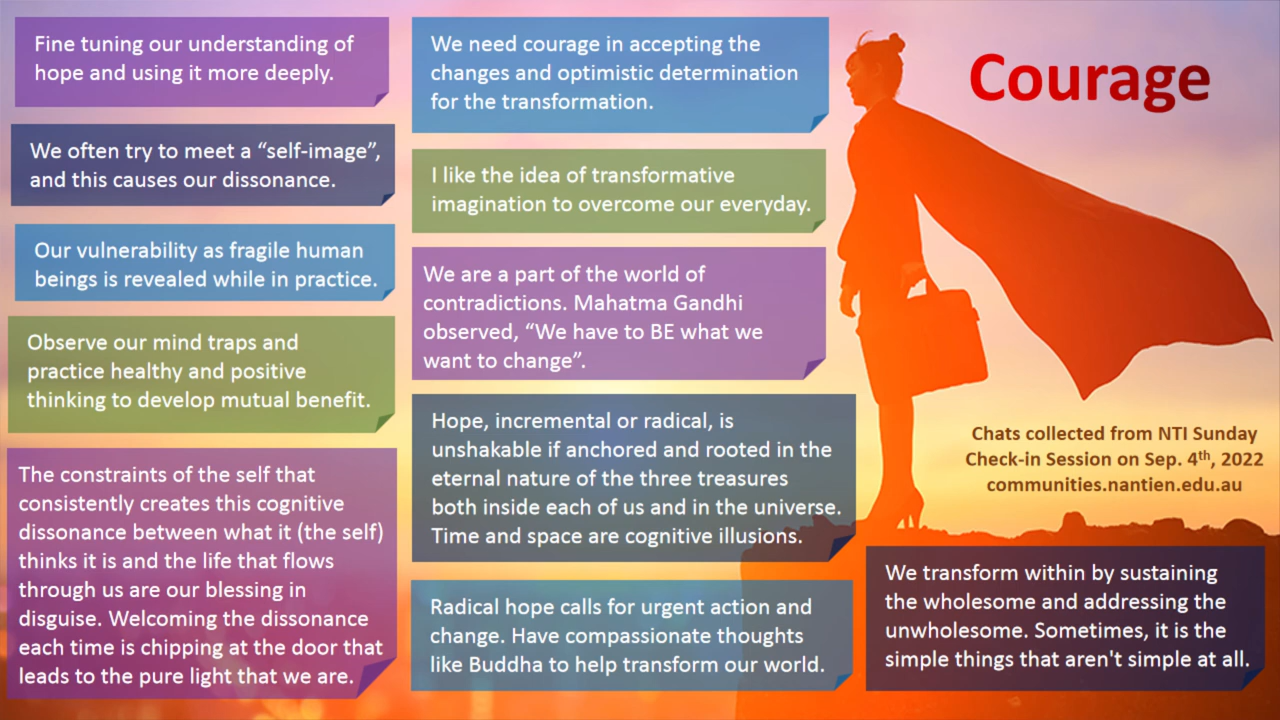 Fine tuning our understanding of
hope and using it more deeply.
We often try to meet a “self-image”,
and this causes our dissonance.
Our vulnerability as fragile human
beings is revealed while in practice.
Observe our mind traps and
practice healthy and positive
thinking to develop mutual benefit.
The constraints of the self that
consistently creates this cognitive
dissonance between what it (the self)
thinks it is and the life that flows
through us are our blessing in
disguise. Welcoming the dissonance
each time is chipping at the door that
leads to the pure light that we are.
We need courage in accepting the
changes and optimistic determination
for the transformation.
I like the idea of transformative
imagination to overcome our everyday.
We are a part of the world of
contradictions. Mahatma Gandhi
observed, “We have to BE what we
want to change”.
Hope, incremental or radical, is
unshakable if anchored and rooted in the
eternal nature of the three treasures
both inside each of us and in the universe.
Time and space are cognitive illusions.
Radical hope calls for urgent action and
change. Have compassionate thoughts
like Buddha to help transform our world.
Courage
Chats collected from NTI Sunday
Check-in Session on Sep. 4th, 2022
communities.nantien.edu.au
We transform within by sustaining
the wholesome and addressing the
unwholesome. Sometimes, it is the
simple things that aren't simple at all.